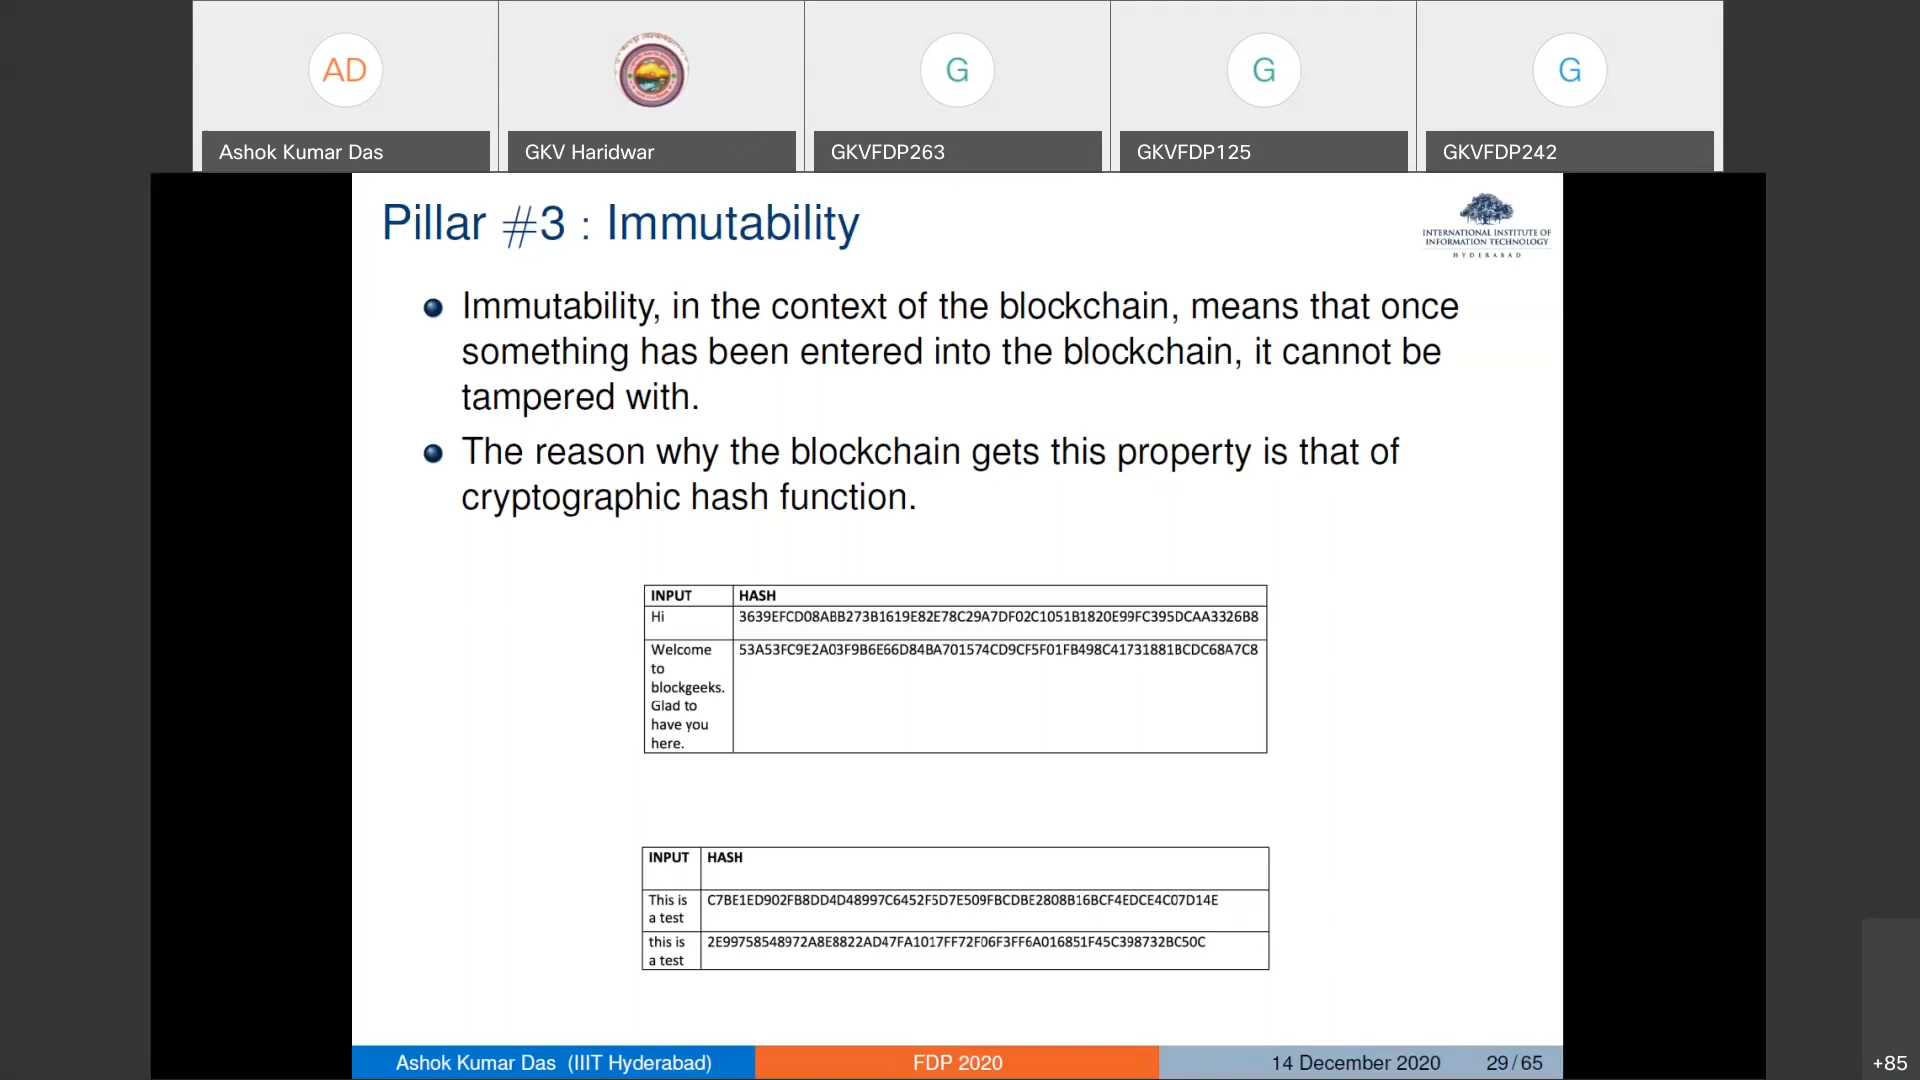 AD
G
G
G
Ashok Kumar Das
GKV Haridwar
GKVFDP263
GKVFDP125
GKVFDP242
Pillar #3 : Immutability
INTERNATIONAL INSTITUTE OF
INFORMATION TECHNOLOGY
HYDERABAD
Immutability, in the context of the blockchain, means that once
something has been entered into the blockchain, it cannot be
tampered with.
The reason why the blockchain gets this property is that of
cryptographic hash function.
INPUT HASH
Hi 3639EFCD08ABB273B1619E82E78C29A7DF02C1051B1820E99FC395DCAA3326B8
Welcome 53A53FC9E2A03F9B6E66D84BA701574CD9CF5F01FB498C41731881BCDC68A7C8
to
blockgeeks.
Glad to
have you
here.
INPUT HASH
This is C7BE1ED902FB8DD4D48997C6452F5D7E509FBCDBE2808B16BCF4EDCE4C07D14E
a test
this is 2E99758548972A8E8822AD47FA1017FF72F06F3FF6A016851F45C398732BC50C
a test
Ashok Kumar Das (IIIT Hyderabad) FDP 2020 14 December 2020 29/65
+85